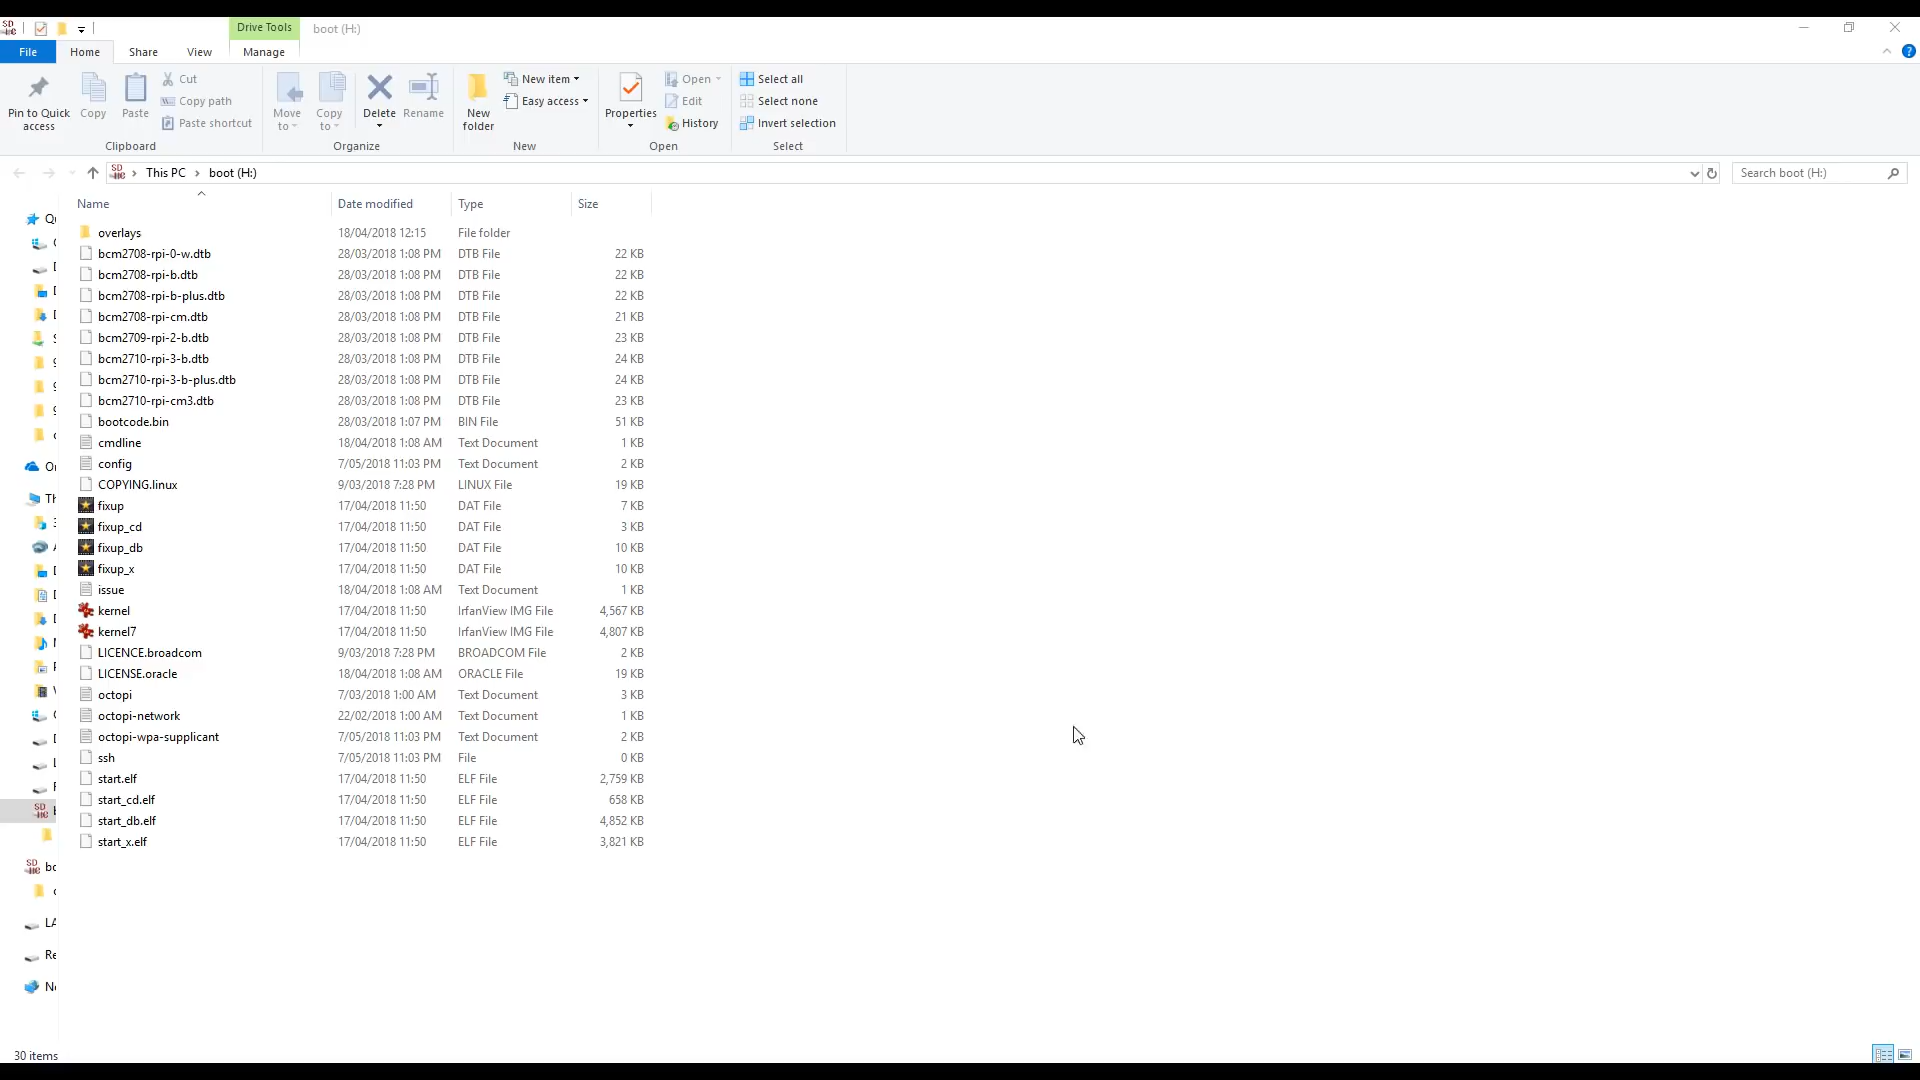 Drive Tools
boot (H:)
File
Home
Share
View
Manage
Pin to Quick access
Copy
Paste
Cut
Copy path
Paste shortcut
Clipboard
Move to
Copy to
Delete
Rename
Organize
New folder
New item
Easy access
New
Properties
Open
Edit
History
Open
Select all
Select none
Invert selection
Select
This PC > boot (H:)
Search boot (H:)
Name Date modified Type Size
overlays 18/04/2018 12:15 File folder
bcm2708-rpi-0-w.dtb 28/03/2018 1:08 PM DTB File 22 KB
bcm2708-rpi-b.dtb 28/03/2018 1:08 PM DTB File 22 KB
bcm2708-rpi-b-plus.dtb 28/03/2018 1:08 PM DTB File 22 KB
bcm2708-rpi-cm.dtb 28/03/2018 1:08 PM DTB File 21 KB
bcm2709-rpi-2-b.dtb 28/03/2018 1:08 PM DTB File 23 KB
bcm2710-rpi-3-b.dtb 28/03/2018 1:08 PM DTB File 24 KB
bcm2710-rpi-3-b-plus.dtb 28/03/2018 1:08 PM DTB File 24 KB
bcm2710-rpi-cm3.dtb 28/03/2018 1:08 PM DTB File 23 KB
bootcode.bin 28/03/2018 1:07 PM BIN File 51 KB
cmdline 18/04/2018 1:08 AM Text Document 1 KB
config 7/05/2018 11:03 PM Text Document 2 KB
COPYING.linux 9/03/2018 7:28 PM LINUX File 19 KB
fixup 17/04/2018 11:50 DAT File 7 KB
fixup_cd 17/04/2018 11:50 DAT File 3 KB
fixup_db 17/04/2018 11:50 DAT File 10 KB
fixup_x 17/04/2018 11:50 DAT File 10 KB
issue 18/04/2018 1:08 AM Text Document 1 KB
kernel 17/04/2018 11:50 IrfanView IMG File 4,567 KB
kernel7 17/04/2018 11:50 IrfanView IMG File 4,807 KB
LICENCE.broadcom 9/03/2018 7:28 PM BROADCOM File 2 KB
LICENSE.oracle 18/04/2018 1:08 AM ORACLE File 19 KB
octopi 7/03/2018 1:00 AM Text Document 3 KB
octopi-network 22/02/2018 1:00 AM Text Document 1 KB
octopi-wpa-supplicant 7/05/2018 11:03 PM Text Document 2 KB
ssh 7/05/2018 11:03 PM File 0 KB
start.elf 17/04/2018 11:50 ELF File 2,759 KB
start_cd.elf 17/04/2018 11:50 ELF File 658 KB
start_db.elf 17/04/2018 11:50 ELF File 4,852 KB
start_x.elf 17/04/2018 11:50 ELF File 3,821 KB
30 items